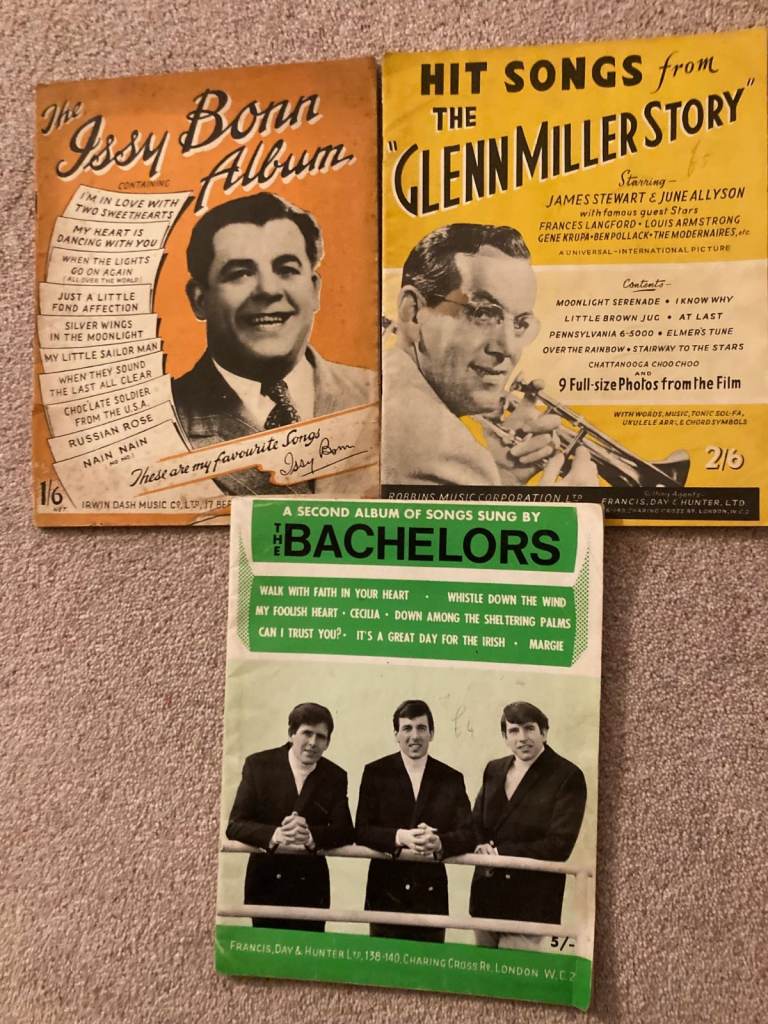 The
Issy Bonn
Album
CONTAINING
I'M IN LOVE WITH
TWO SWEETHEARTS
MY HEART IS
DANCING WITH YOU
WHEN THE LIGHTS
GO ON AGAIN
(ALL OVER THE WORLD)
JUST A LITTLE
FOND AFFECTION
SILVER WINGS
IN THE MOONLIGHT
MY LITTLE SAILOR MAN
WHEN THEY SOUND
THE LAST ALL CLEAR
CHOC'LATE SOLDIER
FROM THE U.S.A.
RUSSIAN ROSE
NAIN NAIN
These are my favourite Songs
Issy Bonn
1/6
NET
IRWIN DASH MUSIC CO. LTD., 17 BER
HIT SONGS from
THE
"GLENN MILLER STORY"
Starring—
JAMES STEWART & JUNE ALLYSON
with famous guest Stars
FRANCES LANGFORD • LOUIS ARMSTRONG
GENE KRUPA • BEN POLLACK • THE MODERNAIRES, etc.
A UNIVERSAL-INTERNATIONAL PICTURE
Contents—
MOONLIGHT SERENADE • I KNOW WHY
LITTLE BROWN JUG • AT LAST
PENNSYLVANIA 6-5000 • ELMER'S TUNE
OVER THE RAINBOW • STAIRWAY TO THE STARS
CHATTANOOGA CHOO CHOO
AND
9 Full-size Photos from the Film
WITH WORDS, MUSIC, TONIC SOL-FA,
UKULELE ARR. & CHORD SYMBOLS
2/6
ROBBINS MUSIC CORPORATION LTD
Selling Agents:
FRANCIS, DAY & HUNTER, LTD
CHARING CROSS RD. LONDON, W.C.2
A SECOND ALBUM OF SONGS SUNG BY
THE BACHELORS
WALK WITH FAITH IN YOUR HEART • WHISTLE DOWN THE WIND
MY FOOLISH HEART • CECILIA • DOWN AMONG THE SHELTERING PALMS
CAN I TRUST YOU? • IT'S A GREAT DAY FOR THE IRISH • MARGIE
5/-
FRANCIS, DAY & HUNTER LTD., 138-140, CHARING CROSS RD. LONDON W.C.2